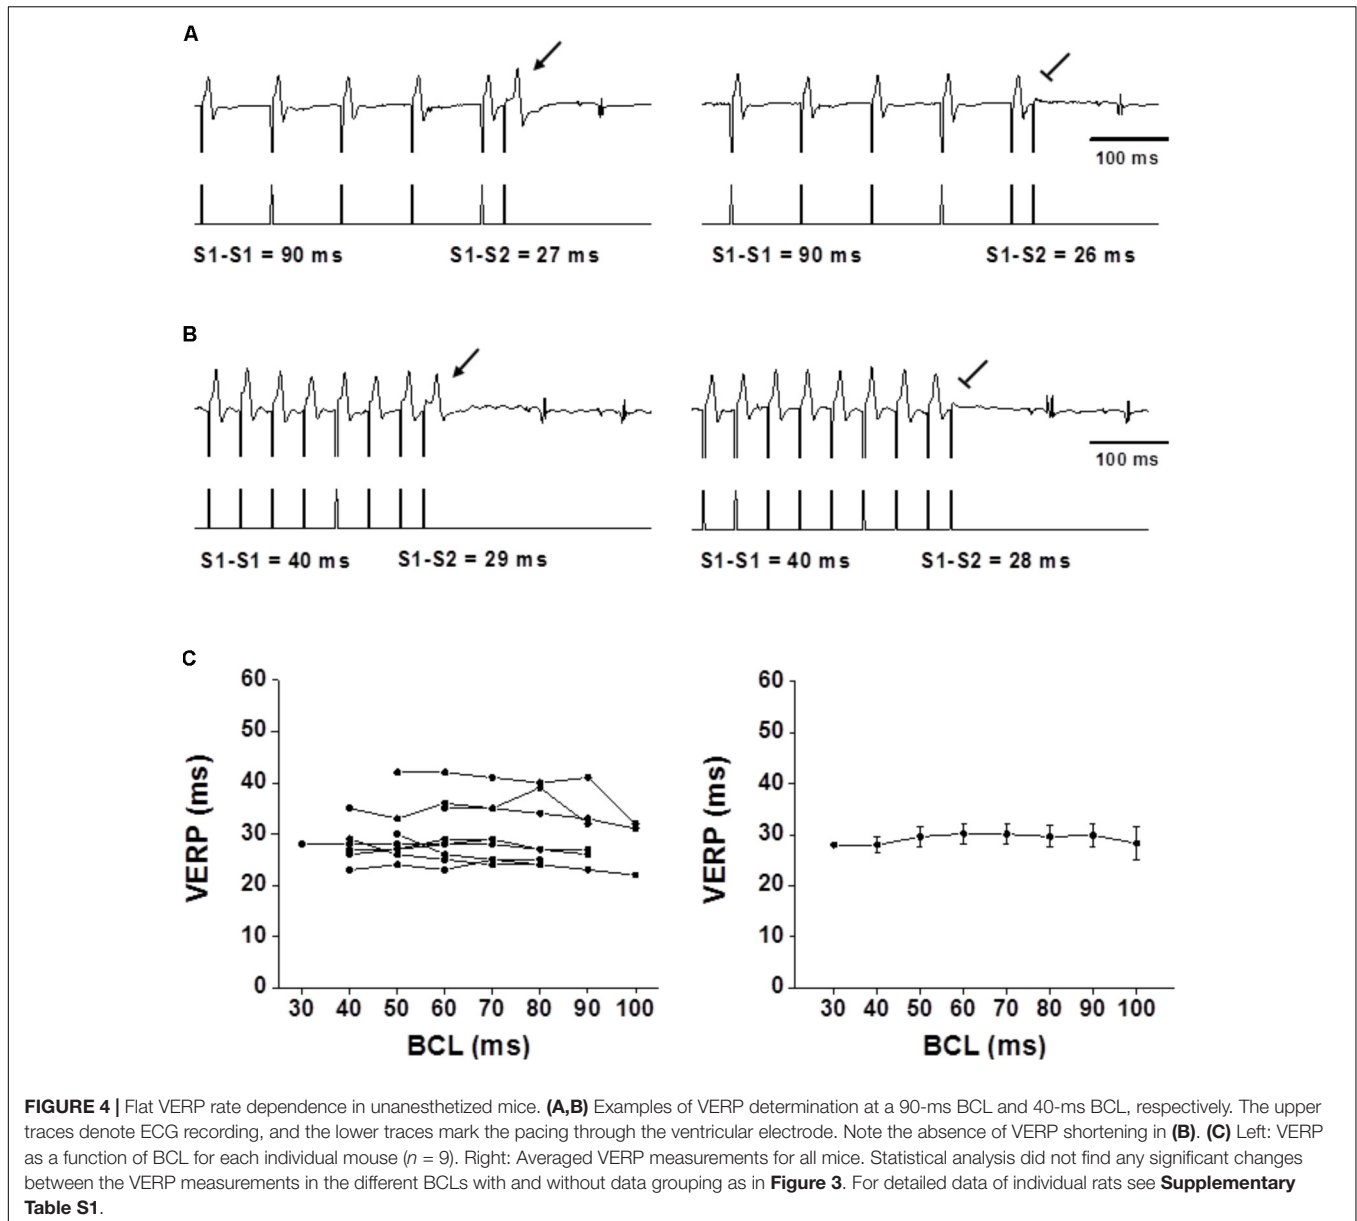 A
100 ms
S1-S1 = 90 ms
S1-S2 = 27 ms
S1-S1 = 90 ms
S1-S2 = 26 ms
B
100 ms
S1-S1 = 40 ms
S1-S2 = 29 ms
S1-S1 = 40 ms
S1-S2 = 28 ms
C
60
50
40
30
20
10
0
VERP (ms)
30 40 50 60 70 80 90 100
BCL (ms)
60
50
40
30
20
10
0
VERP (ms)
30 40 50 60 70 80 90 100
BCL (ms)
FIGURE 4 | Flat VERP rate dependence in unanesthetized mice. (A,B) Examples of VERP determination at a 90-ms BCL and 40-ms BCL, respectively. The upper
traces denote ECG recording, and the lower traces mark the pacing through the ventricular electrode. Note the absence of VERP shortening in (B). (C) Left: VERP
as a function of BCL for each individual mouse (n = 9). Right: Averaged VERP measurements for all mice. Statistical analysis did not find any significant changes
between the VERP measurements in the different BCLs with and without data grouping as in Figure 3. For detailed data of individual rats see Supplementary
Table S1.